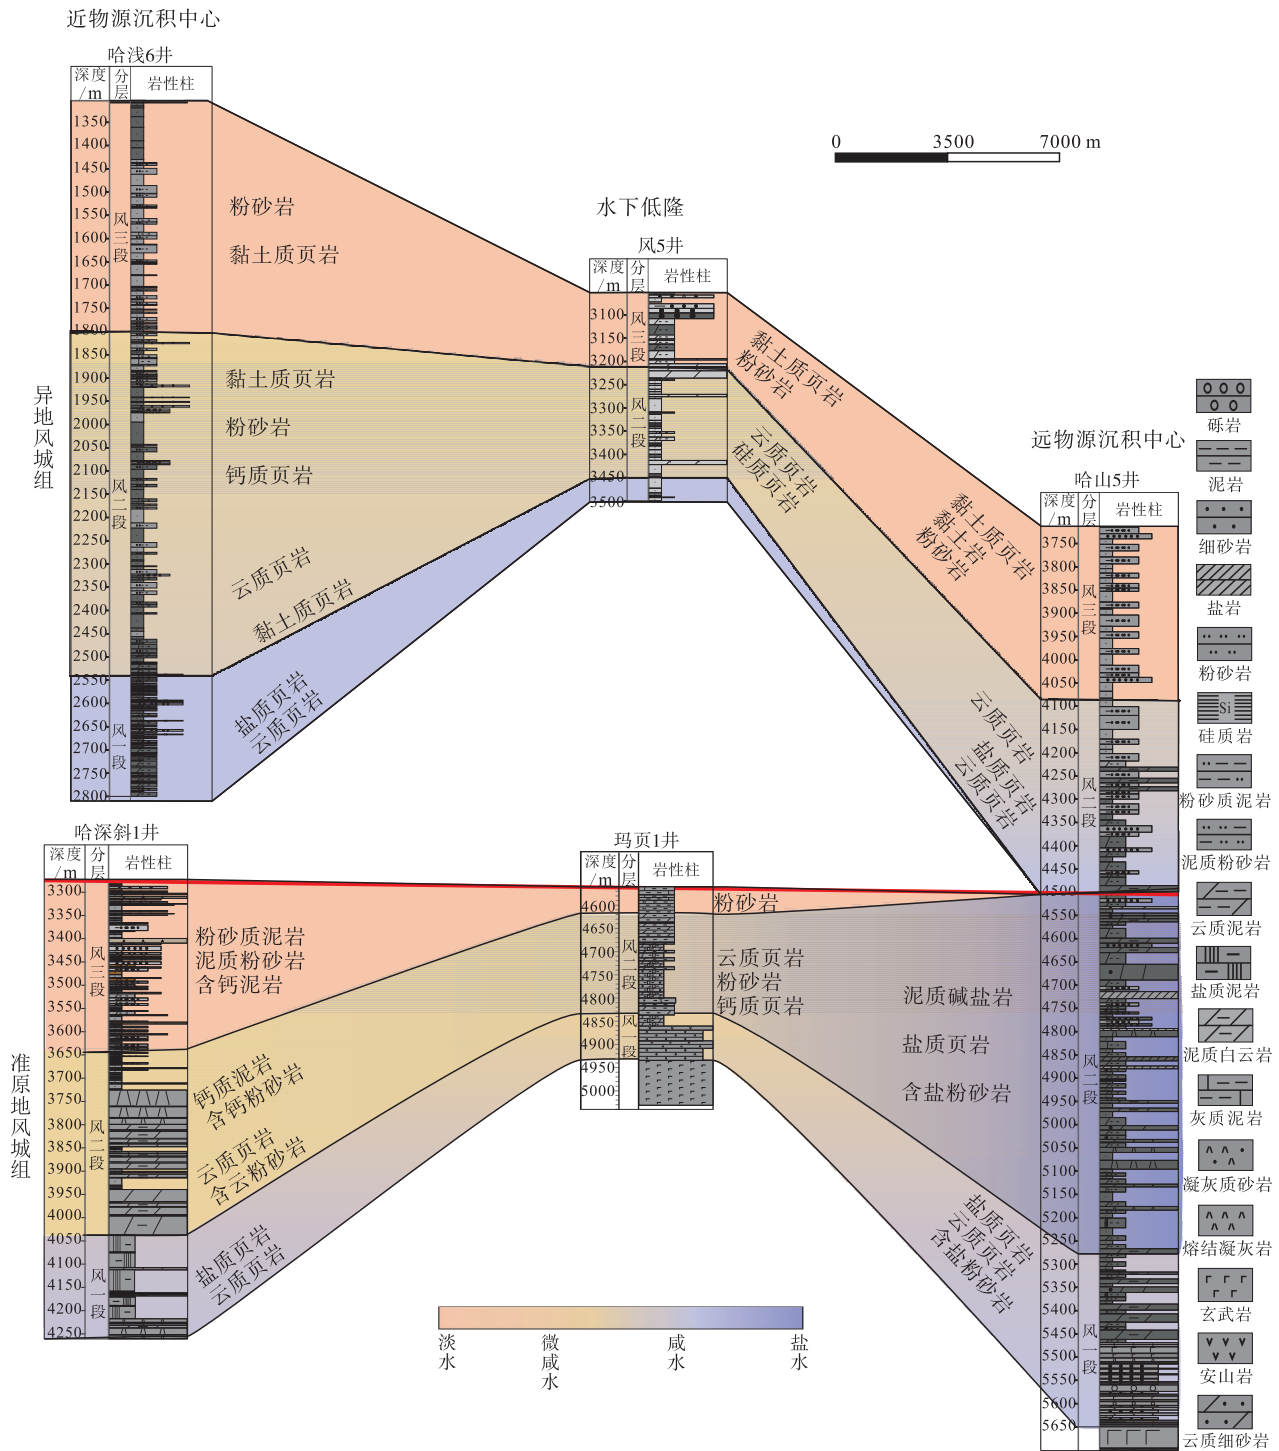 近物源沉积中心
哈浅6井
深度/m
分层
岩性柱
1350
1400
1450
1500
1550
1600
1650
1700
1750
1800
1850
1900
1950
2000
2050
2100
2150
2200
2250
2300
2350
2400
2450
2500
2550
2600
2650
2700
2750
2800
风三段
风二段
风一段
粉砂岩
黏土质页岩
黏土质页岩
粉砂岩
钙质页岩
云质页岩
黏土质页岩
盐质页岩
云质页岩
异地风城组
0 3500 7000 m
水下低隆
风5井
深度/m
分层
岩性柱
3100
3150
3200
3250
3300
3350
3400
3450
3500
风三段
风二段
黏土质页岩
粉砂岩
云质页岩
硅质页岩
黏土质页岩
黏土岩
粉砂岩
云质页岩
盐质页岩
云质页岩
远物源沉积中心
哈山5井
深度/m
分层
岩性柱
3750
3800
3850
3900
3950
4000
4050
4100
4150
4200
4250
4300
4350
4400
4450
4500
4550
4600
4650
4700
4750
4800
4850
4900
4950
5000
5050
5100
5150
5200
5250
5300
5350
5400
5450
5500
5550
5600
5650
风三段
风二段
风二段
风一段
哈深斜1井
深度/m
分层
岩性柱
3300
3350
3400
3450
3500
3550
3600
3650
3700
3750
3800
3850
3900
3950
4000
4050
4100
4150
4200
4250
风三段
风二段
风一段
粉砂质泥岩
泥质粉砂岩
含钙泥岩
钙质泥岩
含钙粉砂岩
云质页岩
含云粉砂岩
盐质页岩
云质页岩
准原地风城组
玛页1井
深度/m
分层
岩性柱
4600
4650
4700
4750
4800
4850
4900
4950
5000
风二段
风一段
粉砂岩
云质页岩
粉砂岩
钙质页岩
泥质碱盐岩
盐质页岩
含盐粉砂岩
盐质页岩
云质页岩
含盐粉砂岩
淡水
微咸水
咸水
盐水
砾岩
泥岩
细砂岩
盐岩
粉砂岩
Si
硅质岩
粉砂质泥岩
泥质粉砂岩
云质泥岩
盐质泥岩
泥质白云岩
灰质泥岩
凝灰质砂岩
熔结凝灰岩
玄武岩
安山岩
云质细砂岩